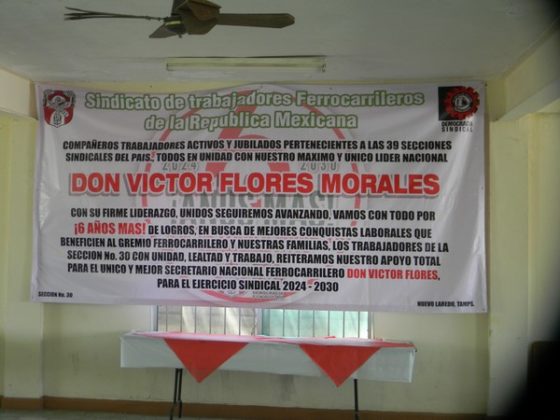 Sindicato de trabajadores Ferrocarrileros
de la Republica Mexicana
DEMOCRACIA
SINDICAL
COMPAÑEROS TRABAJADORES ACTIVOS Y JUBILADOS PERTENECIENTES A LAS 39 SECCIONES
SINDICALES DEL PAIS, TODOS EN UNIDAD CON NUESTRO MAXIMO Y UNICO LIDER NACIONAL
2024 2030
DON VICTOR FLORES MORALES
¡AÑOS MAS!
CON SU FIRME LIDERAZGO, UNIDOS SEGUIREMOS AVANZANDO, VAMOS CON TODO POR
¡6 AÑOS MAS! DE LOGROS, EN BUSCA DE MEJORES CONQUISTAS LABORALES QUE
BENEFICIEN AL GREMIO FERROCARRILERO Y NUESTRAS FAMILIAS, LOS TRABAJADORES DE LA
SECCION No. 30 CON UNIDAD, LEALTAD Y TRABAJO, REITERAMOS NUESTRO APOYO TOTAL
PARA EL UNICO Y MEJOR SECRETARIO NACIONAL FERROCARRILERO DON VICTOR FLORES,
PARA EL EJERCICIO SINDICAL 2024 - 2030
SECCION No. 30
NUEVO LAREDO, TAMPS.